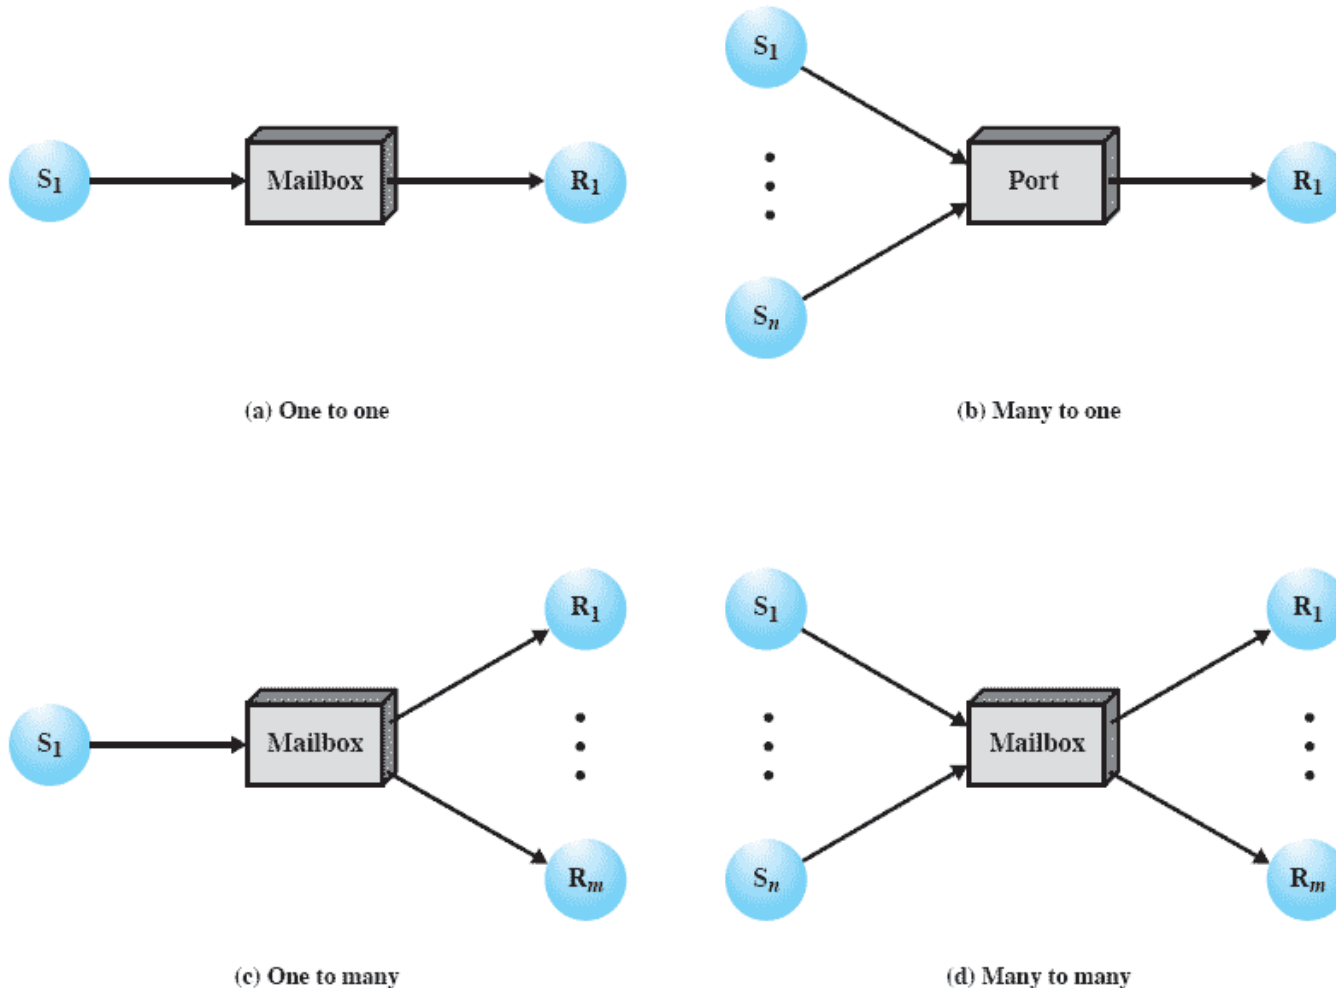 S1
Mailbox
R1
(a) One to one
S1
Sn
Port
R1
(b) Many to one
S1
Mailbox
R1
Rm
(c) One to many
S1
Sn
Mailbox
R1
Rm
(d) Many to many